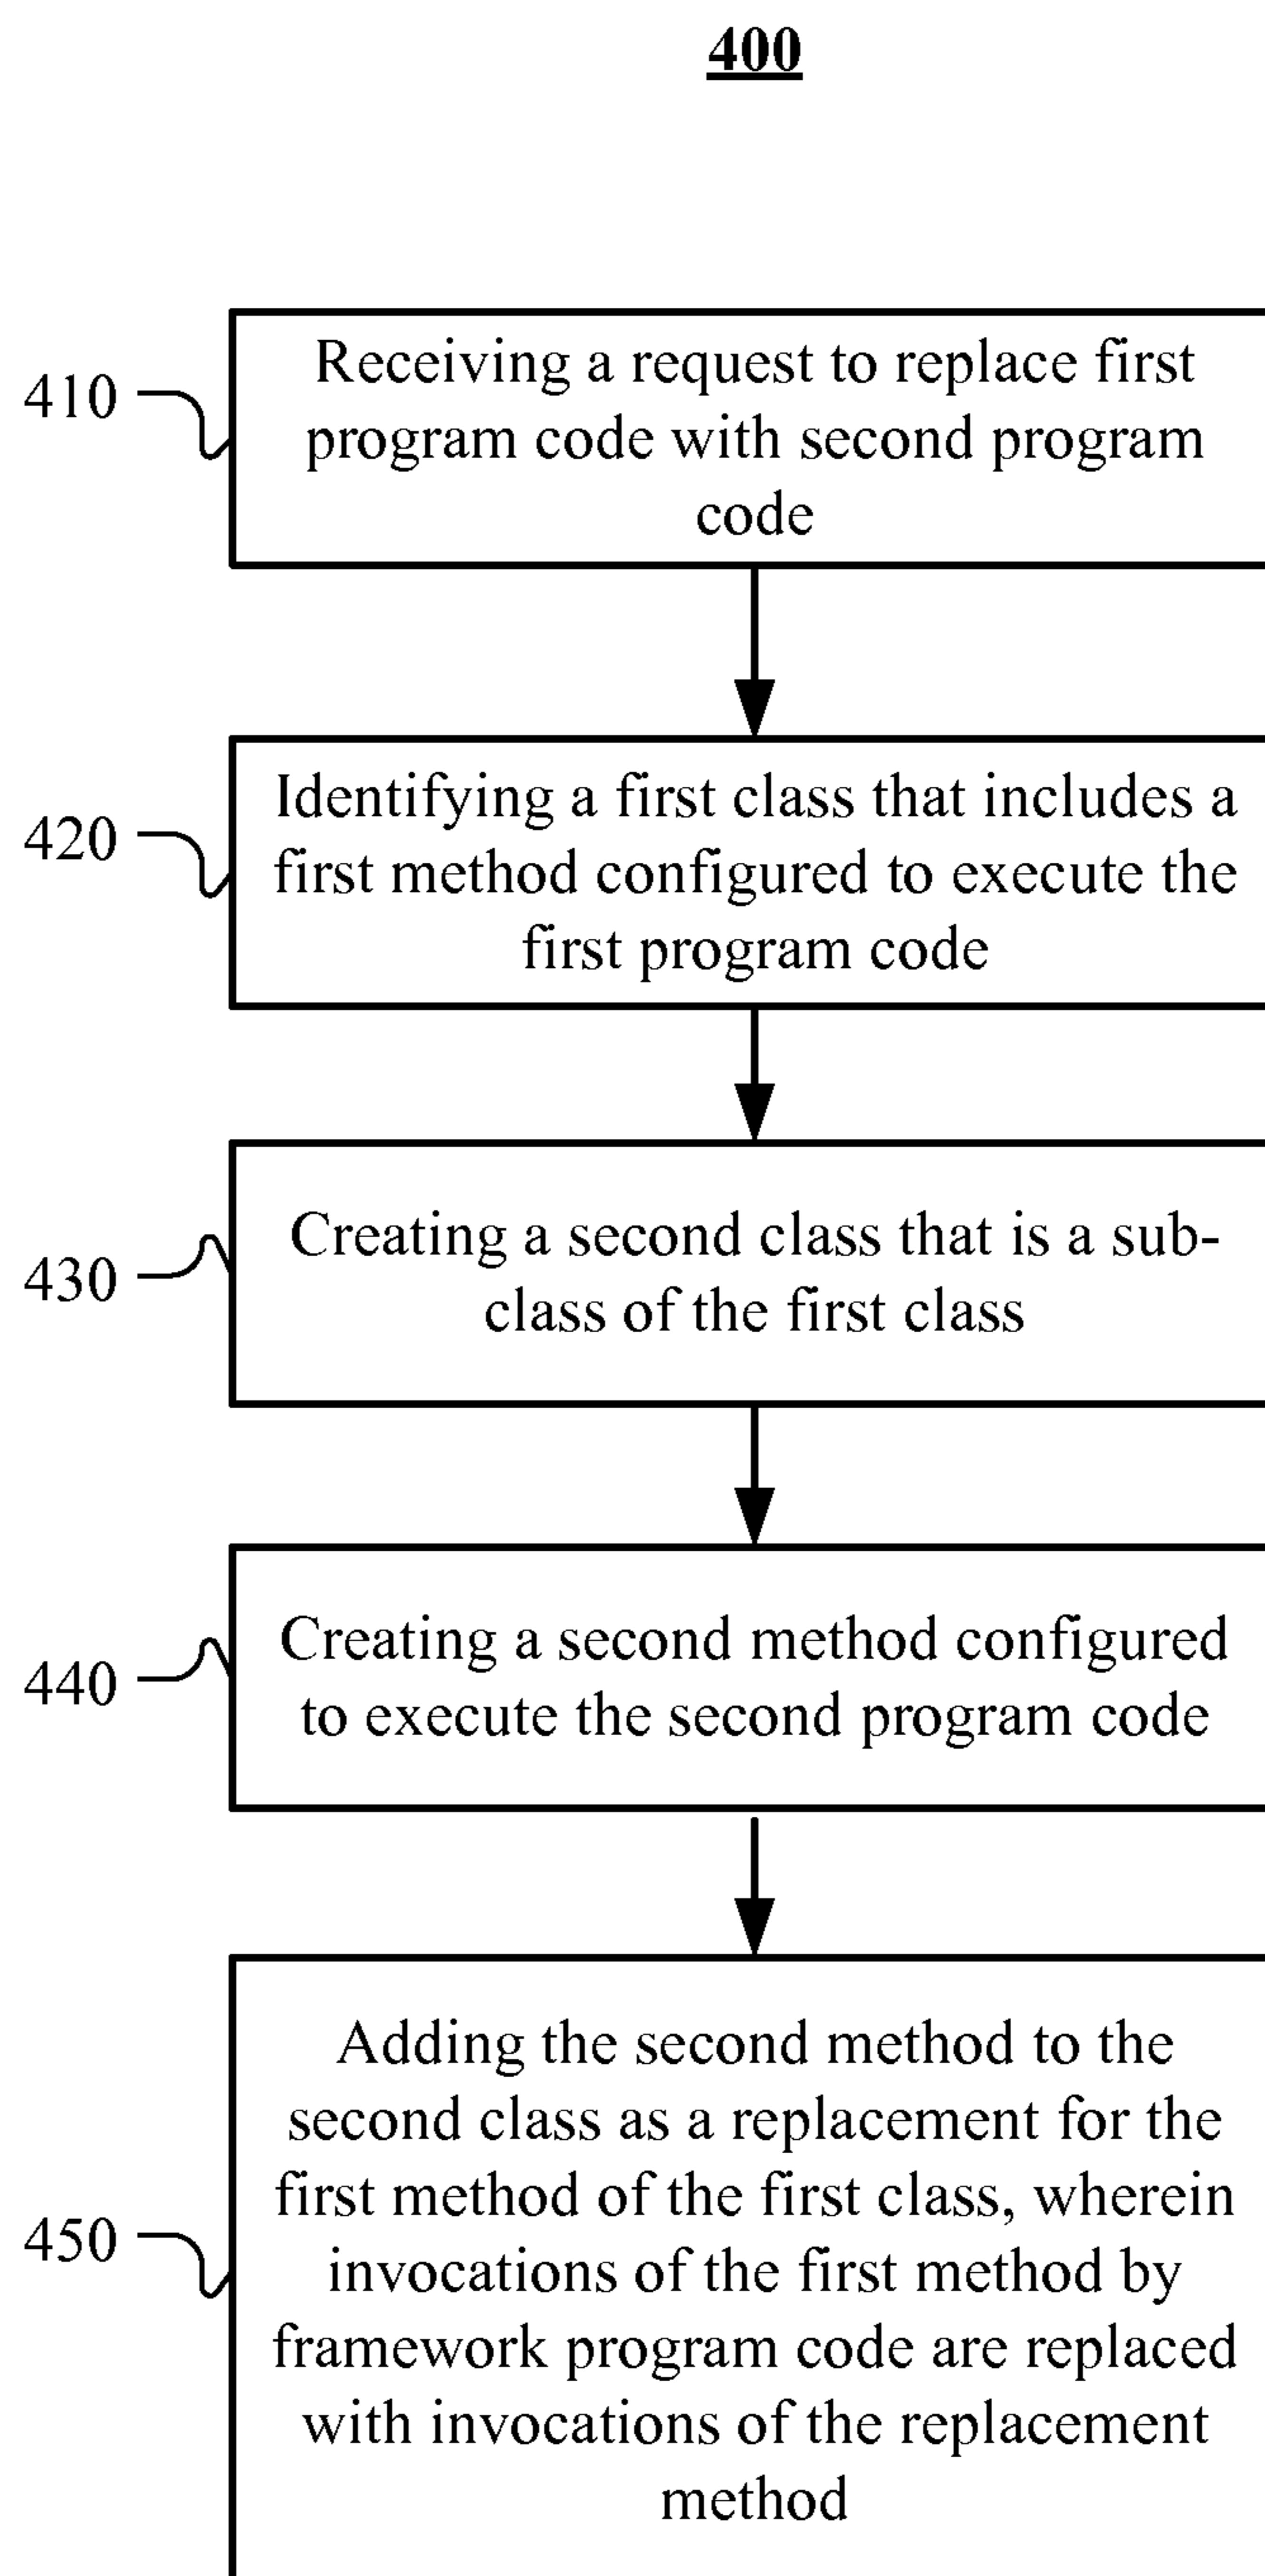 400
410
Receiving a request to replace first
program code with second program
code
420
Identifying a first class that includes a
first method configured to execute the
first program code
430
Creating a second class that is a sub-
class of the first class
440
Creating a second method configured
to execute the second program code
450
Adding the second method to the
second class as a replacement for the
first method of the first class, wherein
invocations of the first method by
framework program code are replaced
with invocations of the replacement
method